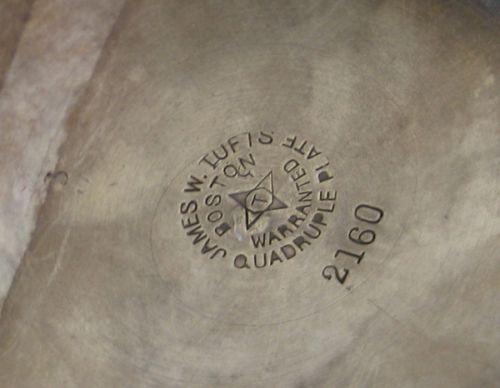 JAMES W. TUFTS
BOSTON
WARRANTED
QUADRUPLE PLATE
T
2160